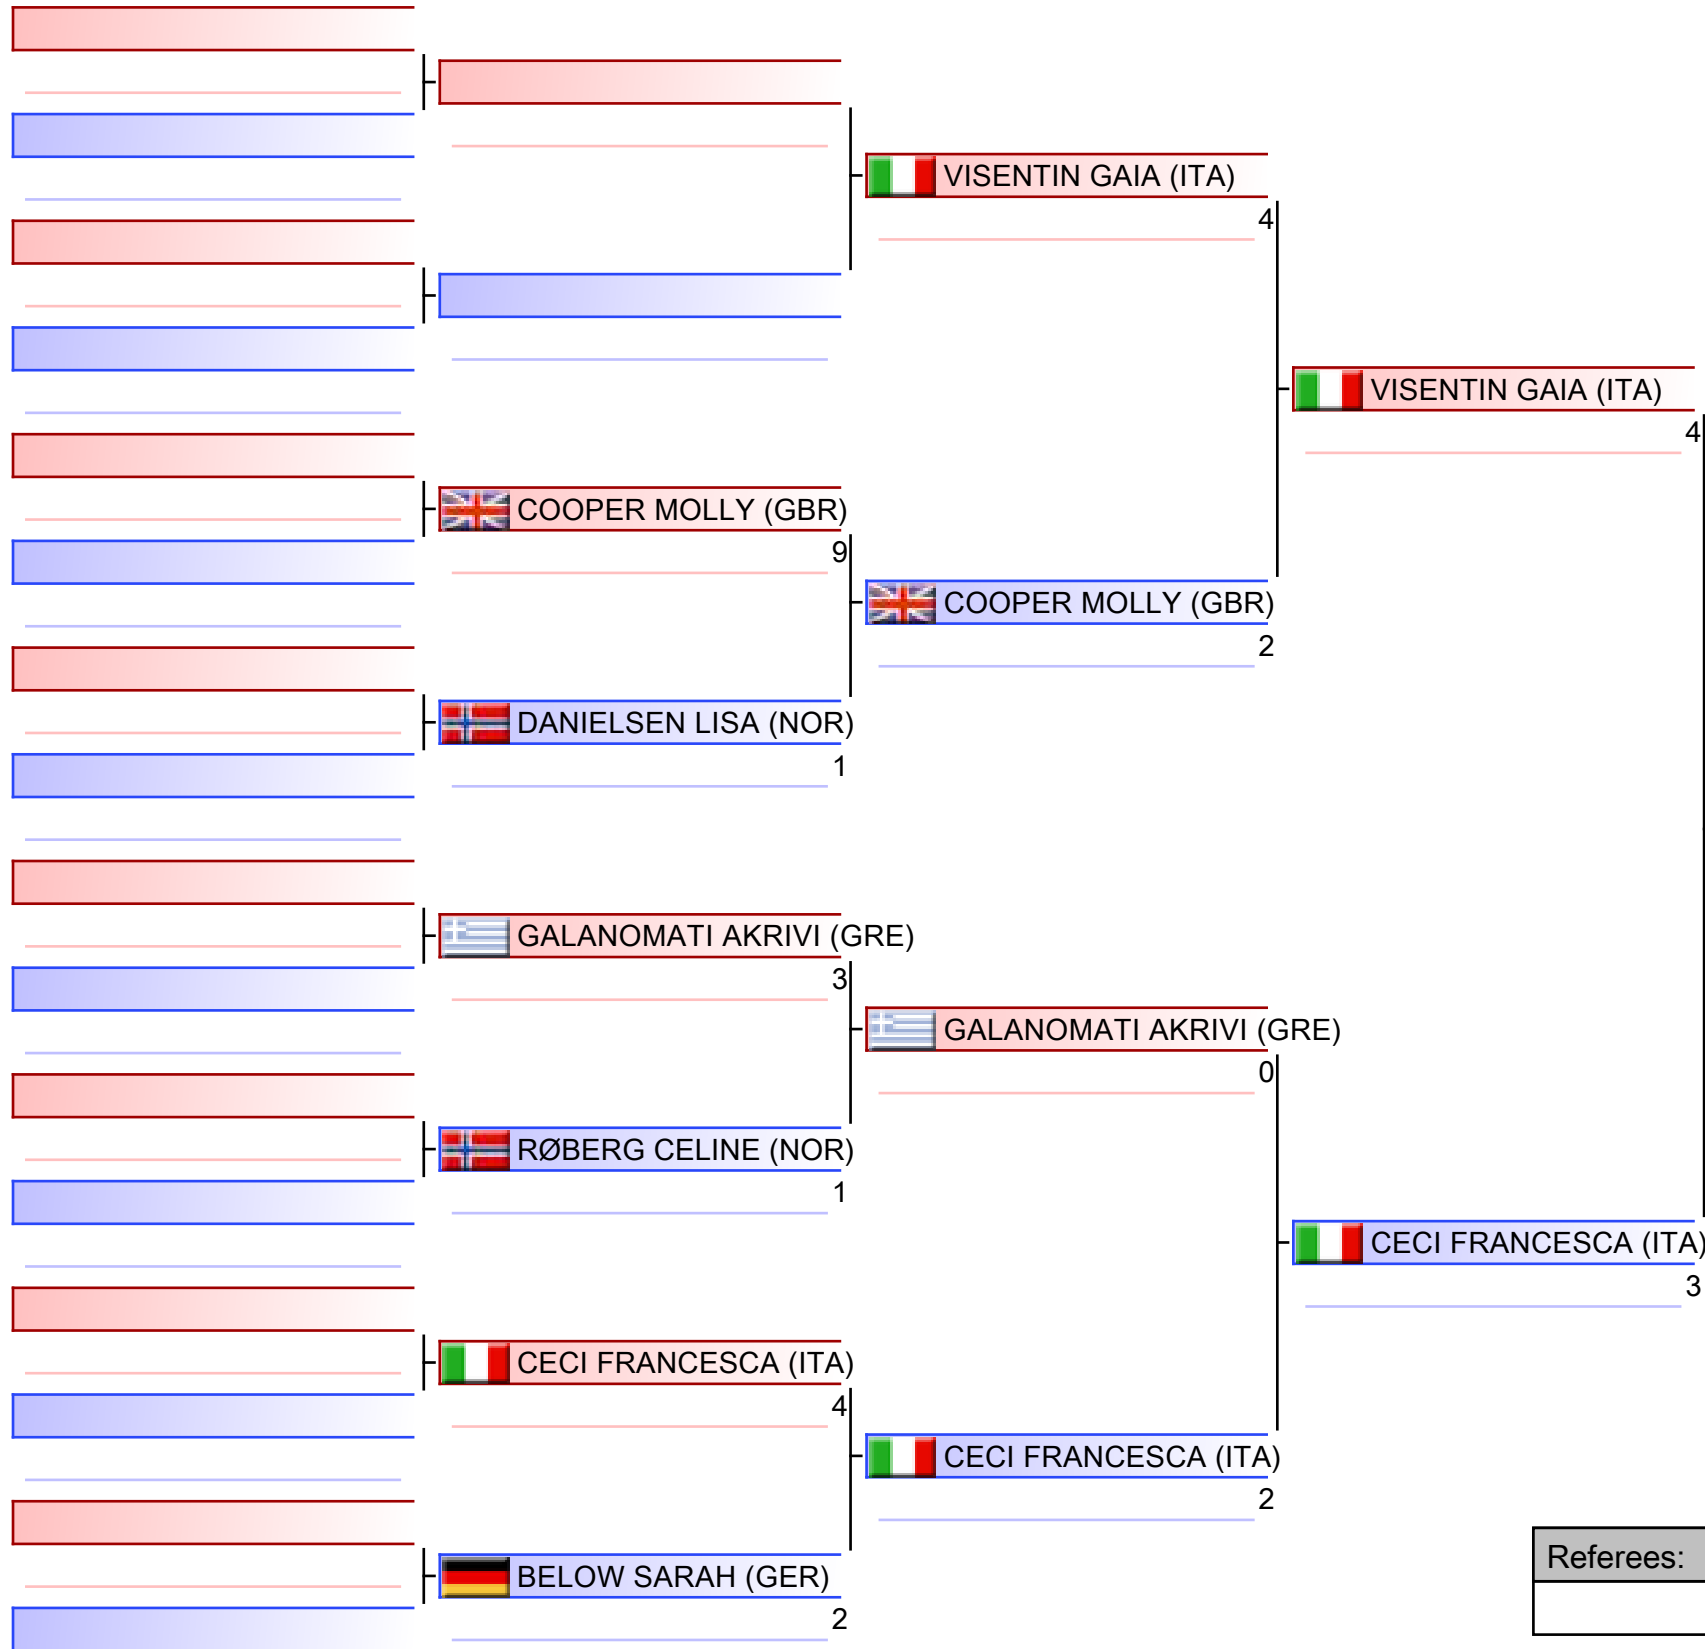 VISENTIN GAIA (ITA)
4
VISENTIN GAIA (ITA)
4
COOPER MOLLY (GBR)
9
COOPER MOLLY (GBR)
2
DANIELSEN LISA (NOR)
1
GALANOMATI AKRIVI (GRE)
3
GALANOMATI AKRIVI (GRE)
0
RØBERG CELINE (NOR)
1
CECI FRANCESCA (ITA)
3
CECI FRANCESCA (ITA)
4
CECI FRANCESCA (ITA)
2
Referees:
BELOW SARAH (GER)
2